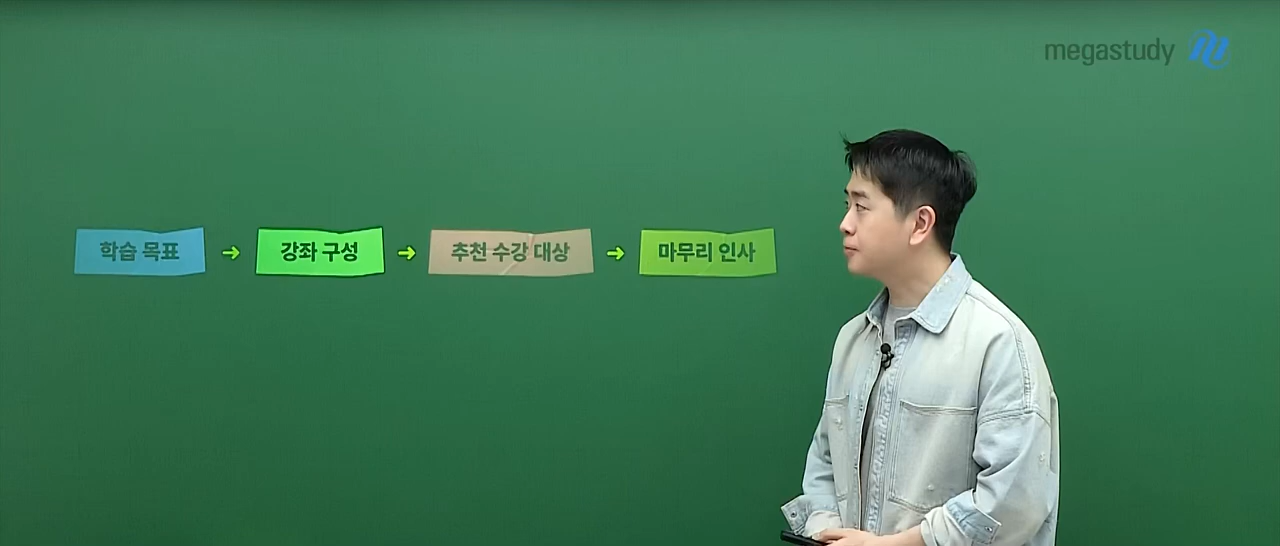 megastudy
학습 목표 → 강좌 구성 → 추천 수강 대상 → 마무리 인사